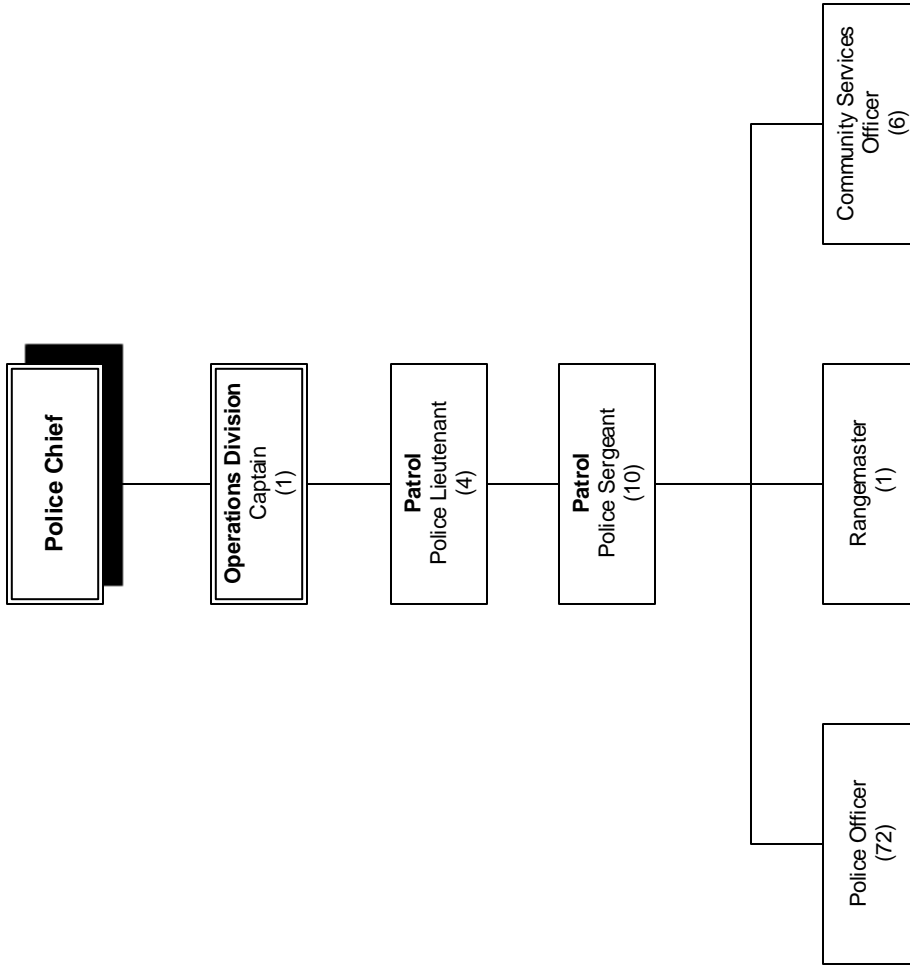 Police Chief
Operations Division
Captain
(1)
Patrol
Police Lieutenant
(4)
Patrol
Police Sergeant
(10)
Police Officer
(72)
Rangemaster
(1)
Community Services
Officer
(6)